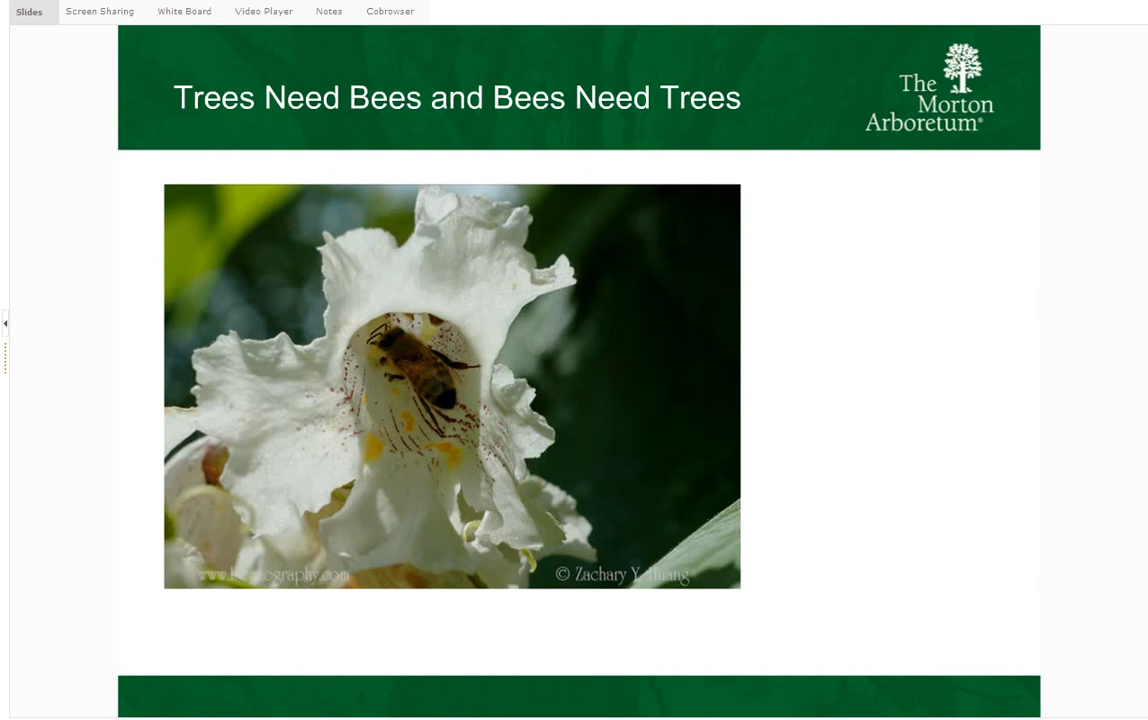 Slides Screen Sharing White Board Video Player Notes Cobrowser
Trees Need Bees and Bees Need Trees
The
Morton
Arboretum®
© Zachary Y. Huang